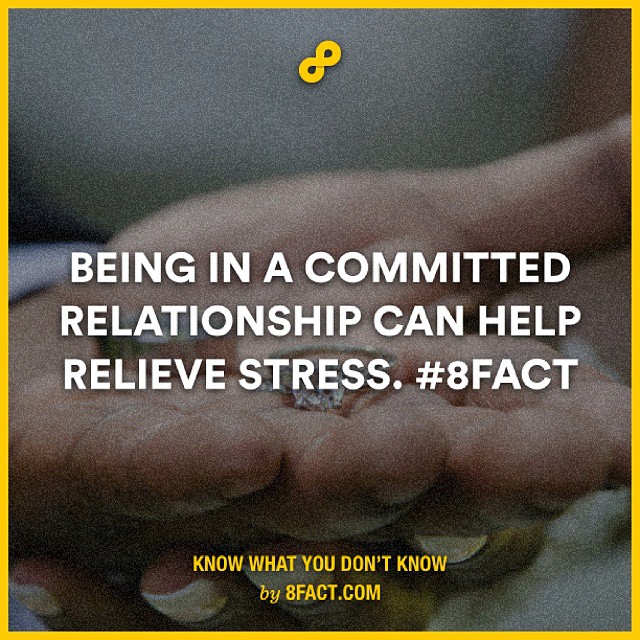 BEING IN A COMMITTED
RELATIONSHIP CAN HELP
RELIEVE STRESS. #8FACT
KNOW WHAT YOU DON'T KNOW
by 8FACT.COM